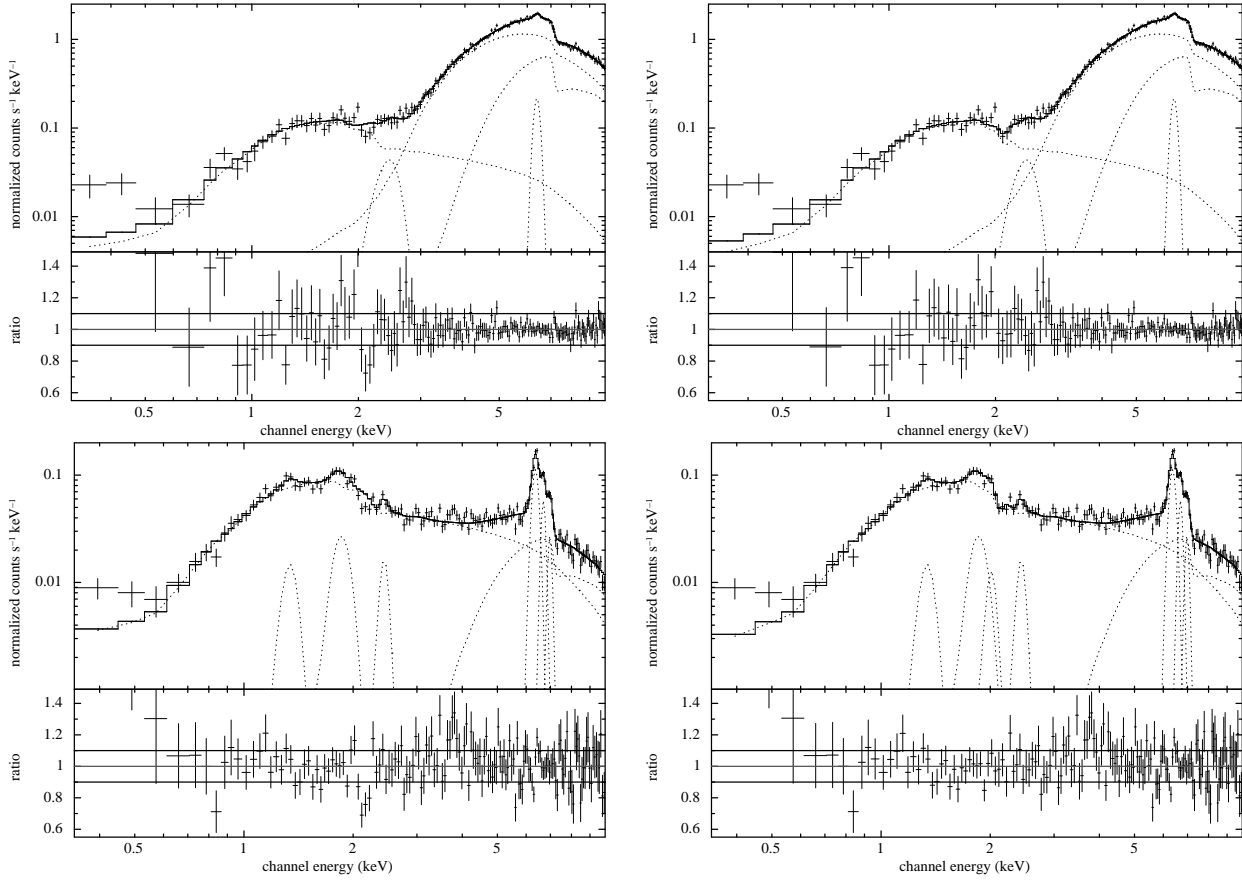 1
0.1
0.01
normalized counts s⁻¹ keV⁻¹
1.4
1.2
1
0.8
0.6
ratio
0.5 1 2 5
channel energy (keV)
1
0.1
0.01
normalized counts s⁻¹ keV⁻¹
1.4
1.2
1
0.8
0.6
ratio
0.5 1 2 5
channel energy (keV)
0.1
0.01
normalized counts s⁻¹ keV⁻¹
1.4
1.2
1
0.8
0.6
ratio
0.5 1 2 5
channel energy (keV)
0.1
0.01
normalized counts s⁻¹ keV⁻¹
1.4
1.2
1
0.8
0.6
ratio
0.5 1 2 5
channel energy (keV)